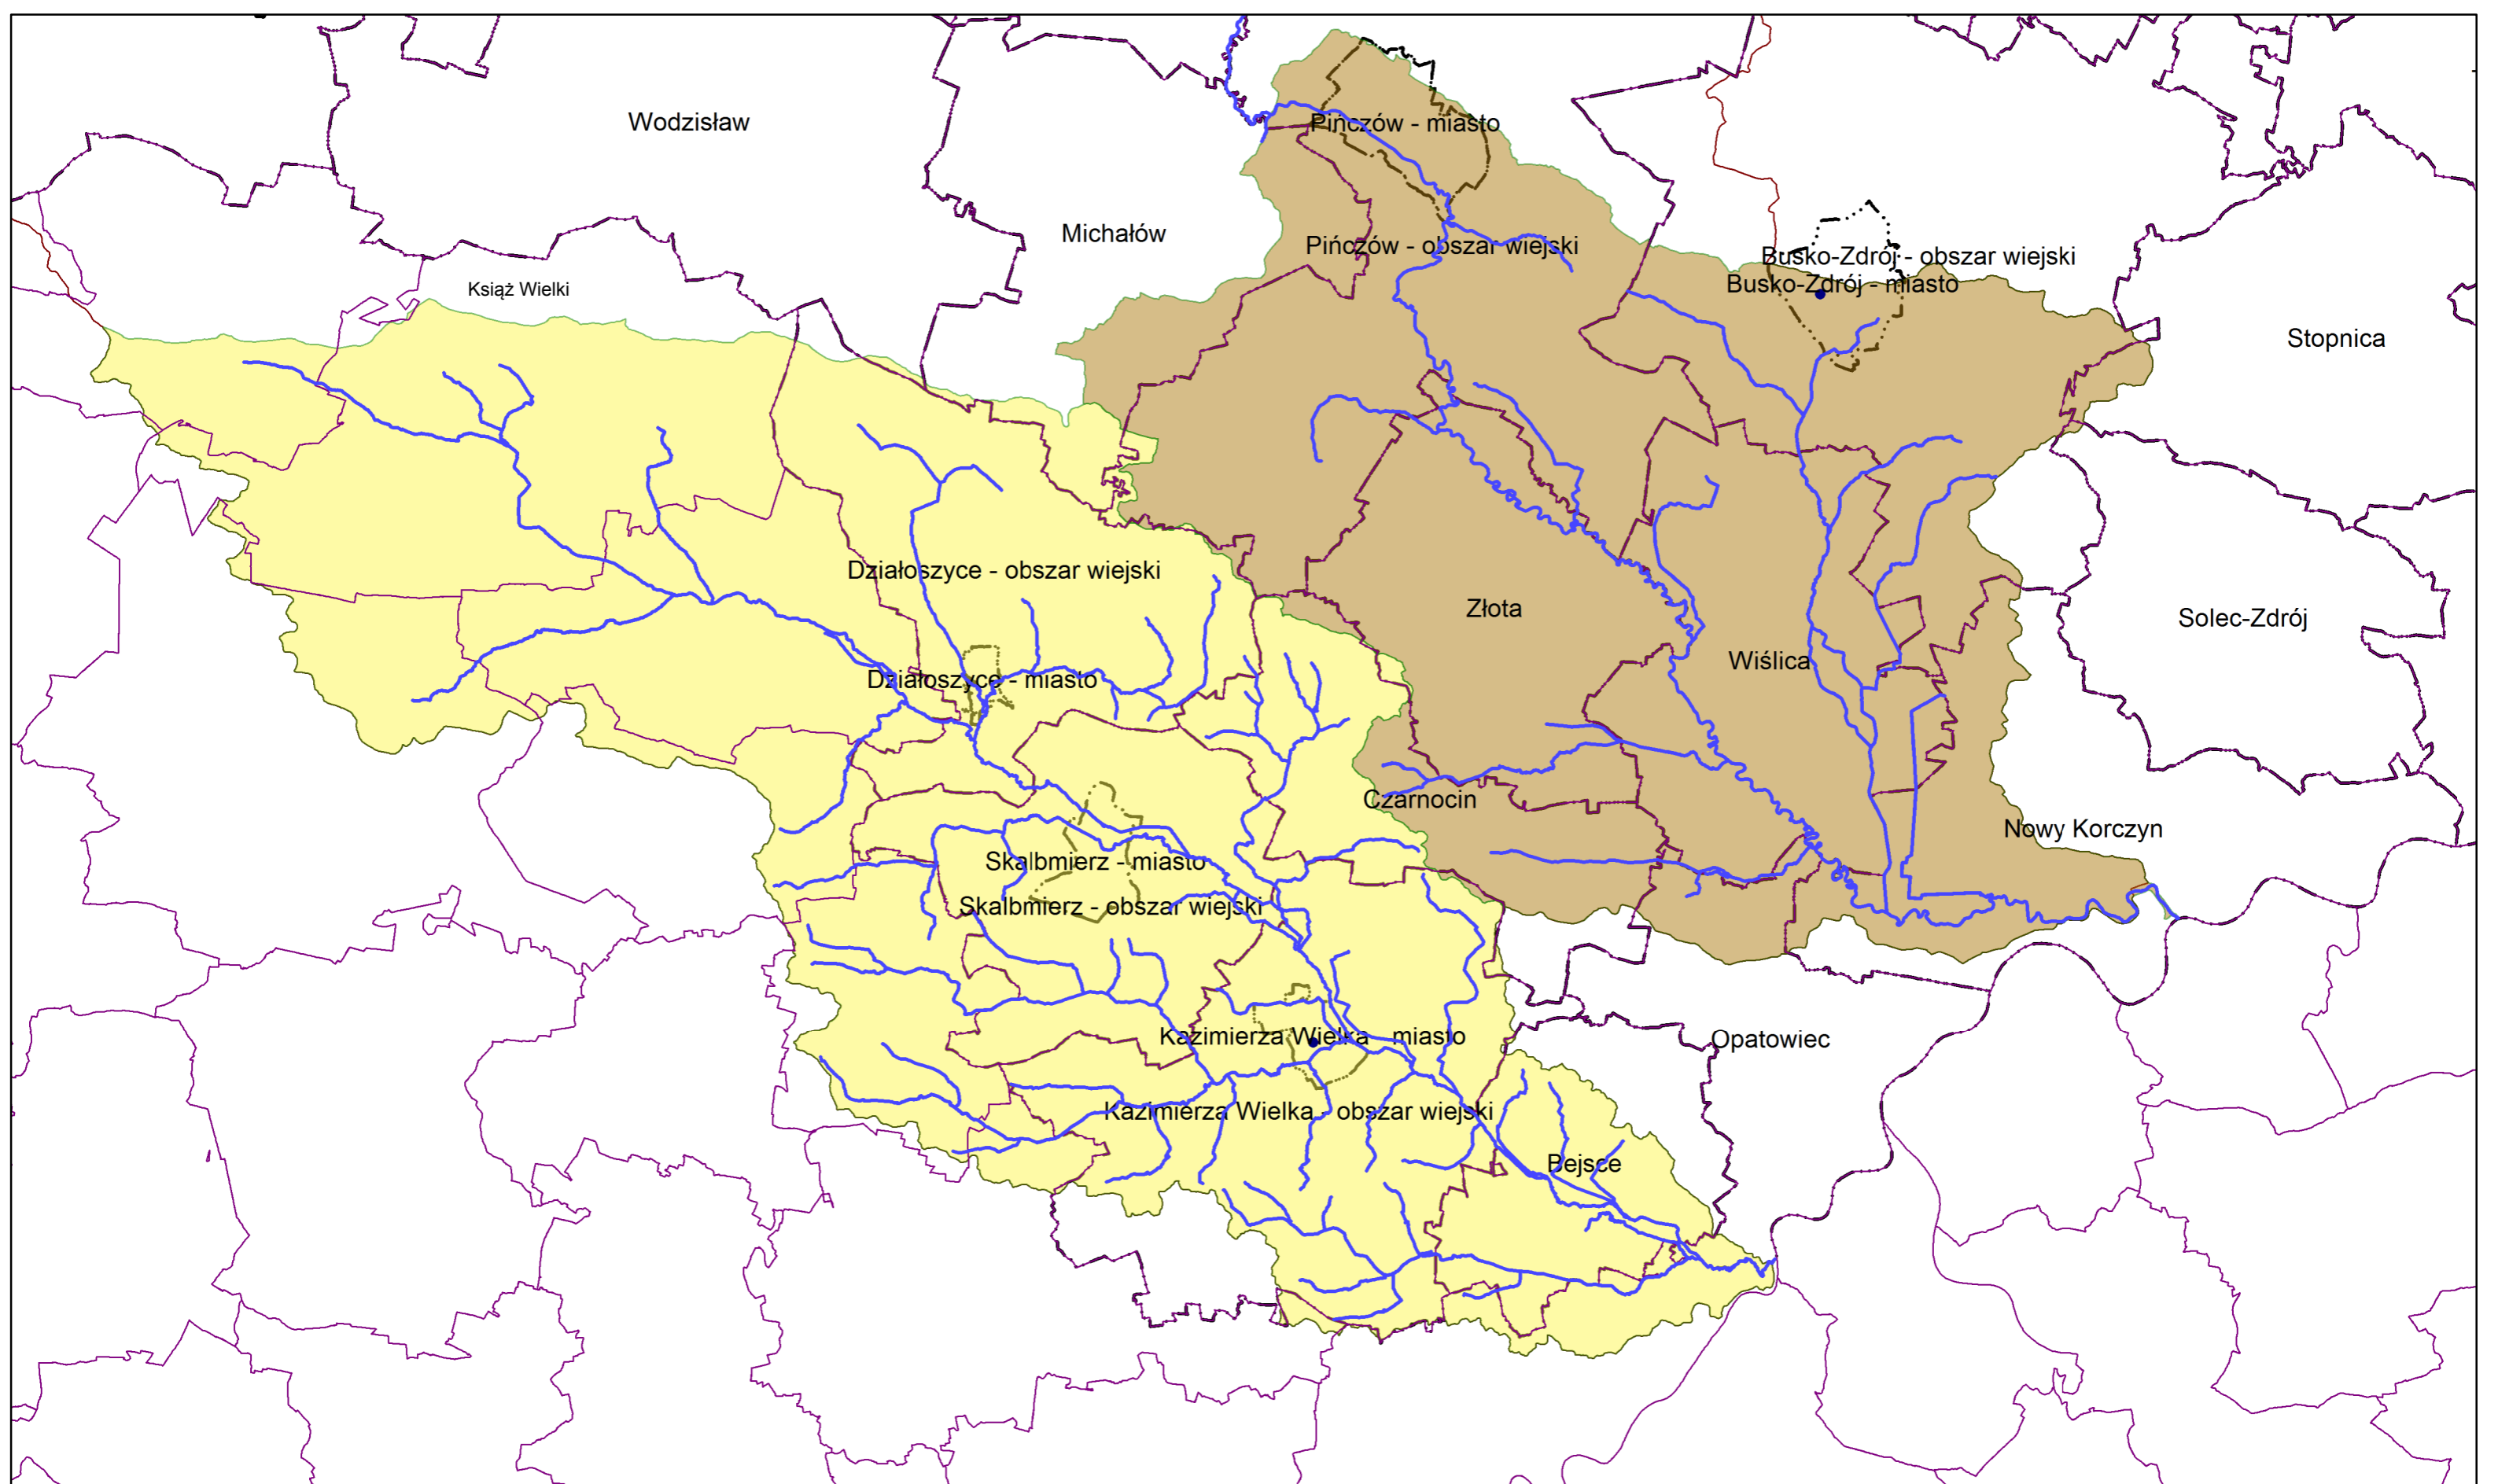 Wodzisław
Pińczów - miasto
Michałów
Pińczów - obszar wiejski
Busko-Zdrój - obszar wiejski
Busko-Zdrój - miasto
Książ Wielki
Stopnica
Działoszyce - obszar wiejski
Złota
Solec-Zdrój
Wiślica
Działoszyce - miasto
Czarnocin
Nowy Korczyn
Skalbmierz - miasto
Skalbmierz - obszar wiejski
Kazimierza Wielka - miasto
Opatowiec
Kazimierza Wielka - obszar wiejski
Bejsce